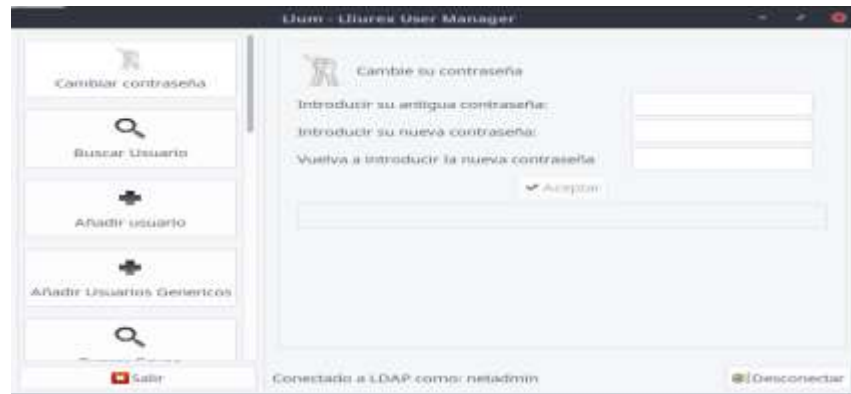 Llum - Lliurex User Manager
Cambiar contraseña
Buscar Usuario
Añadir usuario
Añadir Usuarios Genericos
Salir
Cambie su contraseña
Introducir su antigua contraseña:
Introducir su nueva contraseña:
Vuelva a introducir la nueva contraseña
Aceptar
Conectado a LDAP como: netadmin
Desconectar